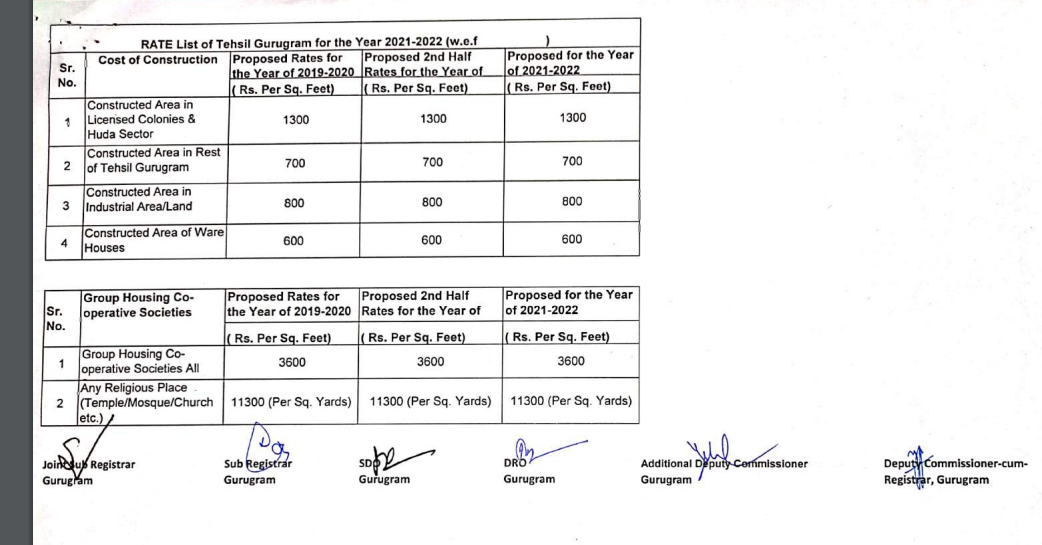 RATE List of Tehsil Gurugram for the Year 2021-2022 (w.e.f )
Sr. No. Cost of Construction Proposed Rates for the Year of 2019-2020 Proposed 2nd Half Rates for the Year of Proposed for the Year of 2021-2022
( Rs. Per Sq. Feet) ( Rs. Per Sq. Feet) ( Rs. Per Sq. Feet)
1 Constructed Area in Licensed Colonies & Huda Sector 1300 1300 1300
2 Constructed Area in Rest of Tehsil Gurugram 700 700 700
3 Constructed Area in Industrial Area/Land 800 800 800
4 Constructed Area of Ware Houses 600 600 600
Sr. No. Group Housing Co-operative Societies Proposed Rates for the Year of 2019-2020 Proposed 2nd Half Rates for the Year of Proposed for the Year of 2021-2022
( Rs. Per Sq. Feet) ( Rs. Per Sq. Feet) ( Rs. Per Sq. Feet)
1 Group Housing Co-operative Societies All 3600 3600 3600
2 Any Religious Place (Temple/Mosque/Church etc.) 11300 (Per Sq. Yards) 11300 (Per Sq. Yards) 11300 (Per Sq. Yards)
Joint Sub Registrar Sub Registrar DRO Additional Deputy Commissioner Deputy Commissioner-cum-
Gurugram Gurugram Gurugram Gurugram Gurugram Registrar, Gurugram